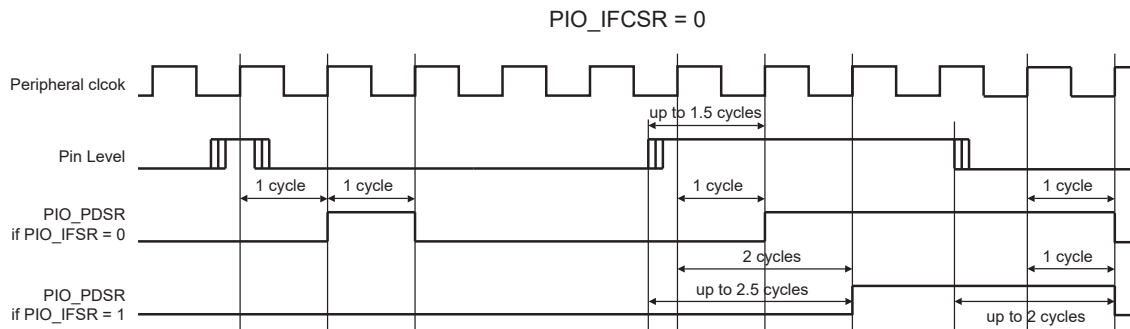 PIO_IFCSR = 0
Peripheral clcok
up to 1.5 cycles
Pin Level
1 cycle
1 cycle
1 cycle
1 cycle
PIO_PDSR
if PIO_IFSR = 0
2 cycles
1 cycle
PIO_PDSR
if PIO_IFSR = 1
up to 2.5 cycles
up to 2 cycles